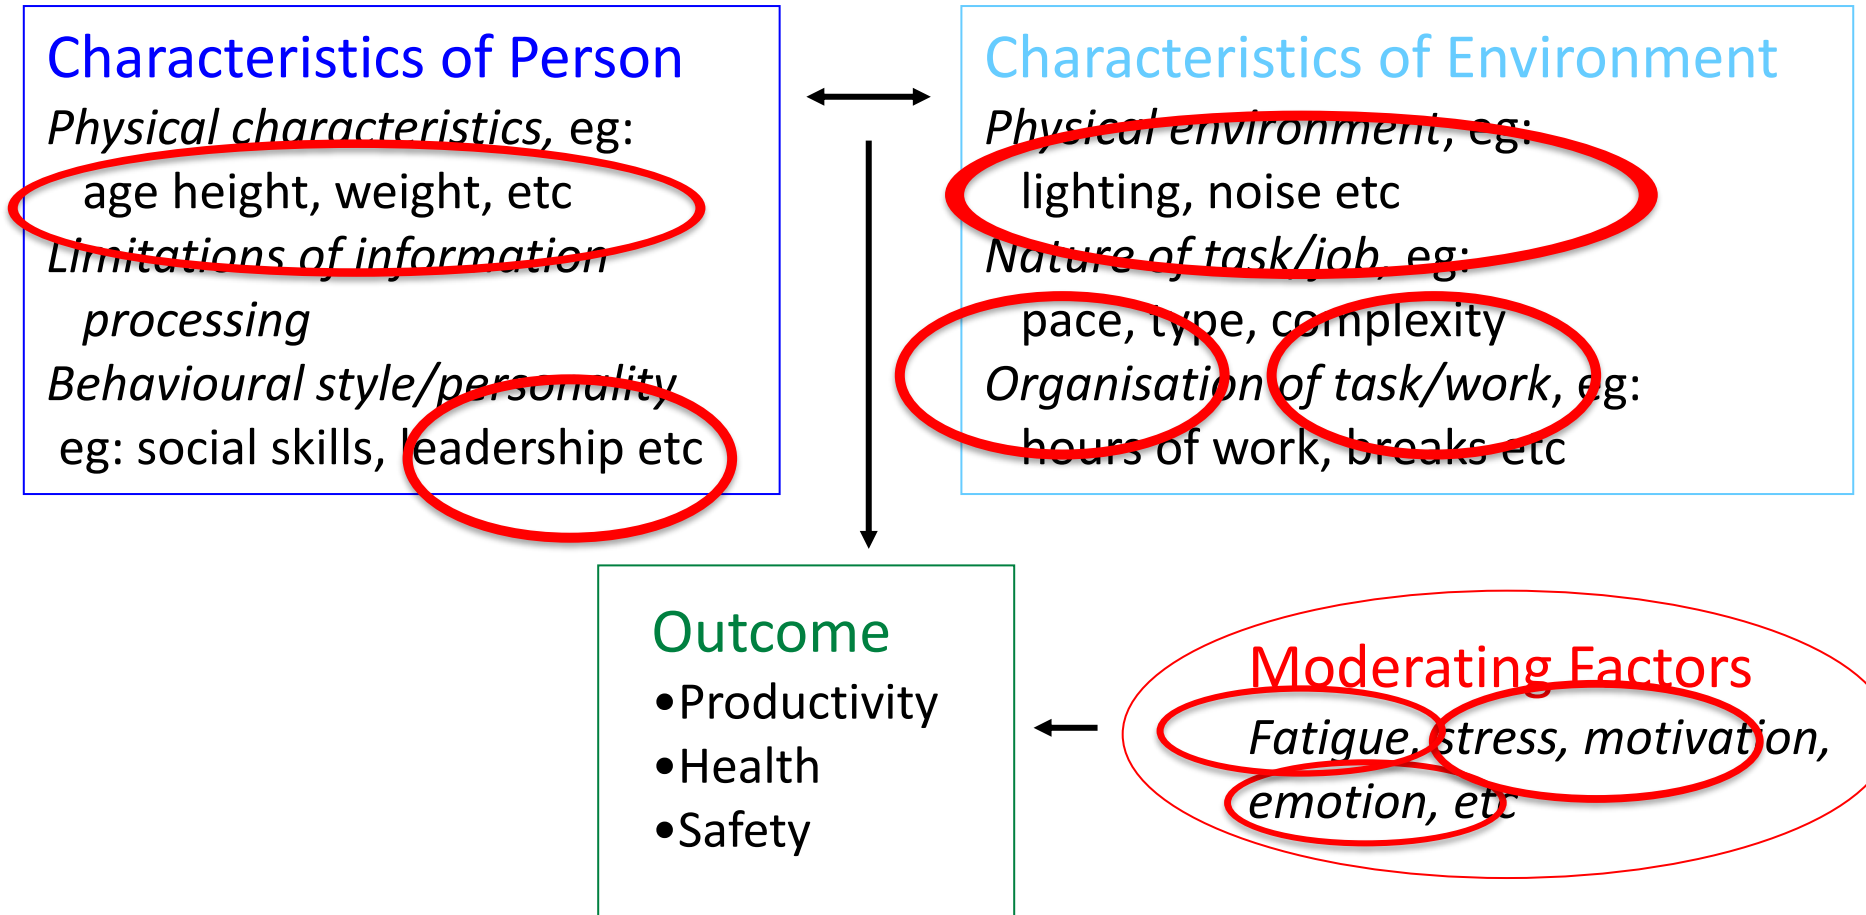 Characteristics of Person
Physical characteristics, eg:
age height, weight, etc
Limitations of information
processing
Behavioural style/personality
eg: social skills, leadership etc
Characteristics of Environment
Physical environment, eg:
lighting, noise etc
Nature of task/job, eg:
pace, type, complexity
Organisation of task/work, eg:
hours of work, breaks etc
Outcome
•Productivity
•Health
•Safety
Moderating Factors
Fatigue, stress, motivation,
emotion, etc